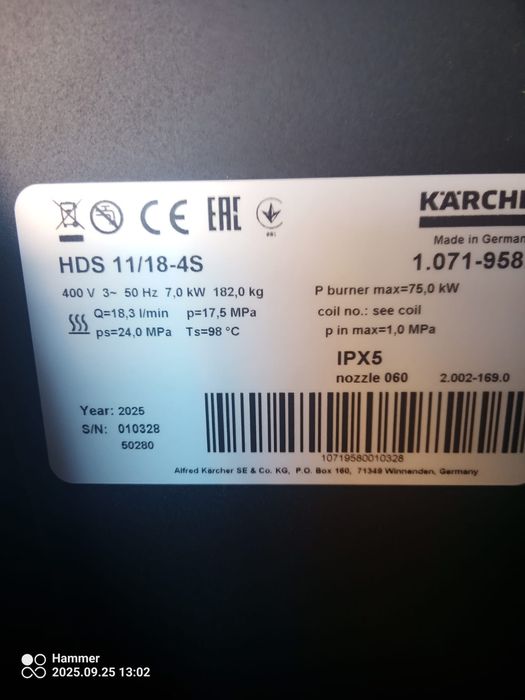 CE EAC
KÄRCHE
Made in German
HDS 11/18-4S
1.071-958
400 V 3~ 50 Hz 7,0 kW 182,0 kg
P burner max=75,0 kW
Q=18,3 l/min p=17,5 MPa
coil no.: see coil
ps=24,0 MPa Ts=98 °C
p in max=1,0 MPa
IPX5
nozzle 060 2.002-169.0
Year: 2025
S/N: 010328
50280
10719580010328
Alfred Kärcher SE & Co. KG, P.O. Box 160, 71349 Winnenden, Germany
Hammer
2025.09.25 13:02